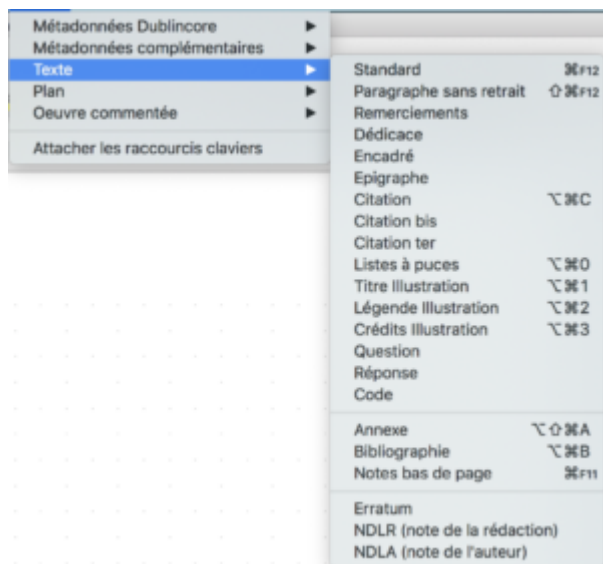 Métadonnées Dublincore ▶
Métadonnées complémentaires ▶
Texte ▶
Plan ▶
Oeuvre commentée ▶
Attacher les raccourcis claviers
Standard ⌘F12
Paragraphe sans retrait ⇧⌘F12
Remerciements
Dédicace
Encadré
Epigraphe
Citation ⌥⌘C
Citation bis
Citation ter
Listes à puces ⌥⌘0
Titre Illustration ⌥⌘1
Légende Illustration ⌥⌘2
Crédits Illustration ⌥⌘3
Question
Réponse
Code
Annexe ⌥⇧⌘A
Bibliographie ⌥⌘B
Notes bas de page ⌘F11
Erratum
NDLR (note de la rédaction)
NDLA (note de l'auteur)